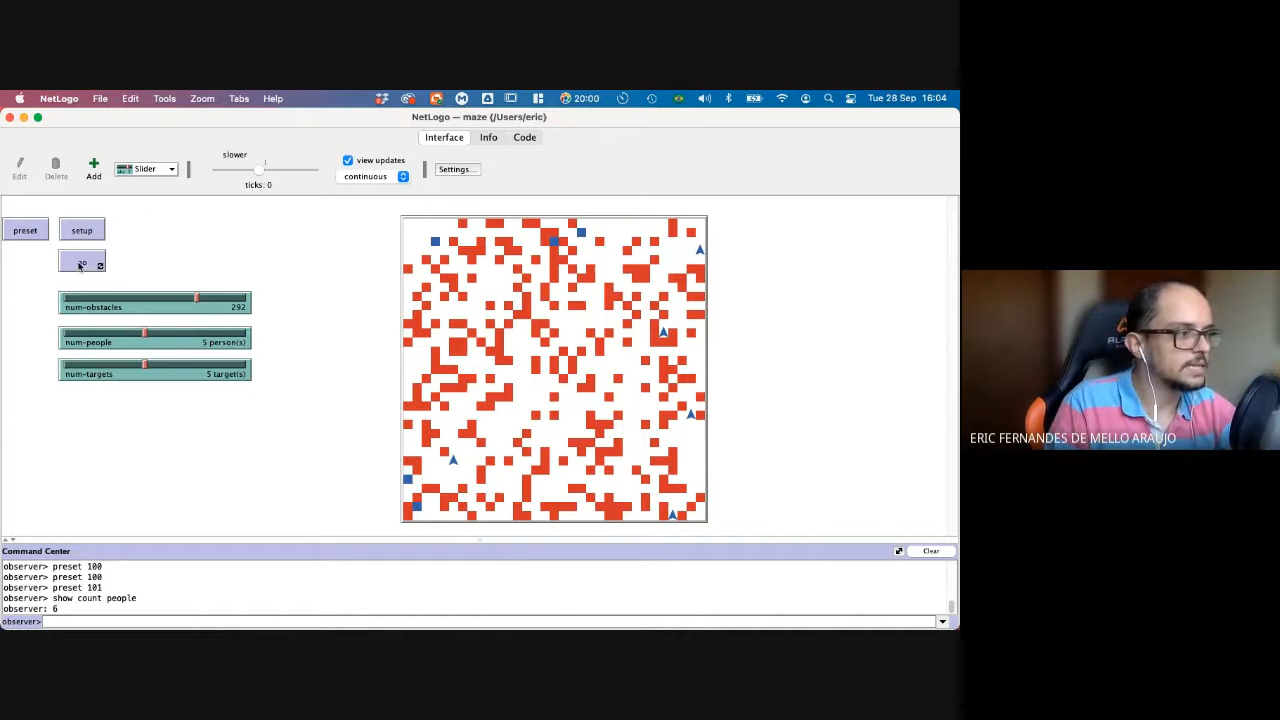 NetLogo File Edit Tools Zoom Tabs Help 20:00 Tue 28 Sep 16:04
NetLogo — maze {/Users/eric}
Interface Info Code
Edit Delete Add Slider slower view updates continuous Settings...
ticks: 0
preset setup
num-obstacles 292
num-people 5 person(s)
num-targets 5 target(s)
ERIC FERNANDES DE MELLO ARAUJO
Command Center Clear
observer> preset 100
observer> preset 100
observer> preset 101
observer> show count people
observer: 6
observer>